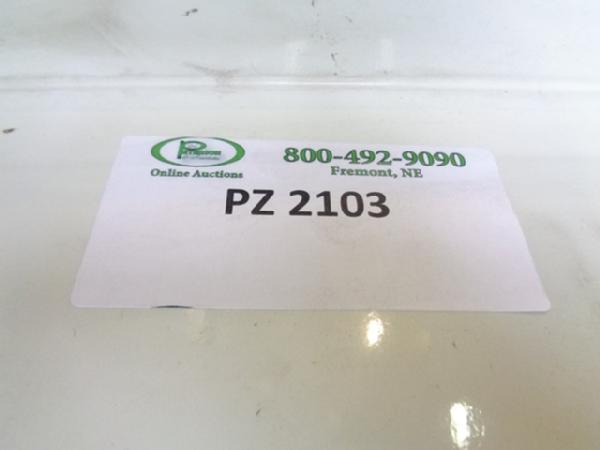 800-492-9090
Online Auctions
Fremont, NE
PZ 2103